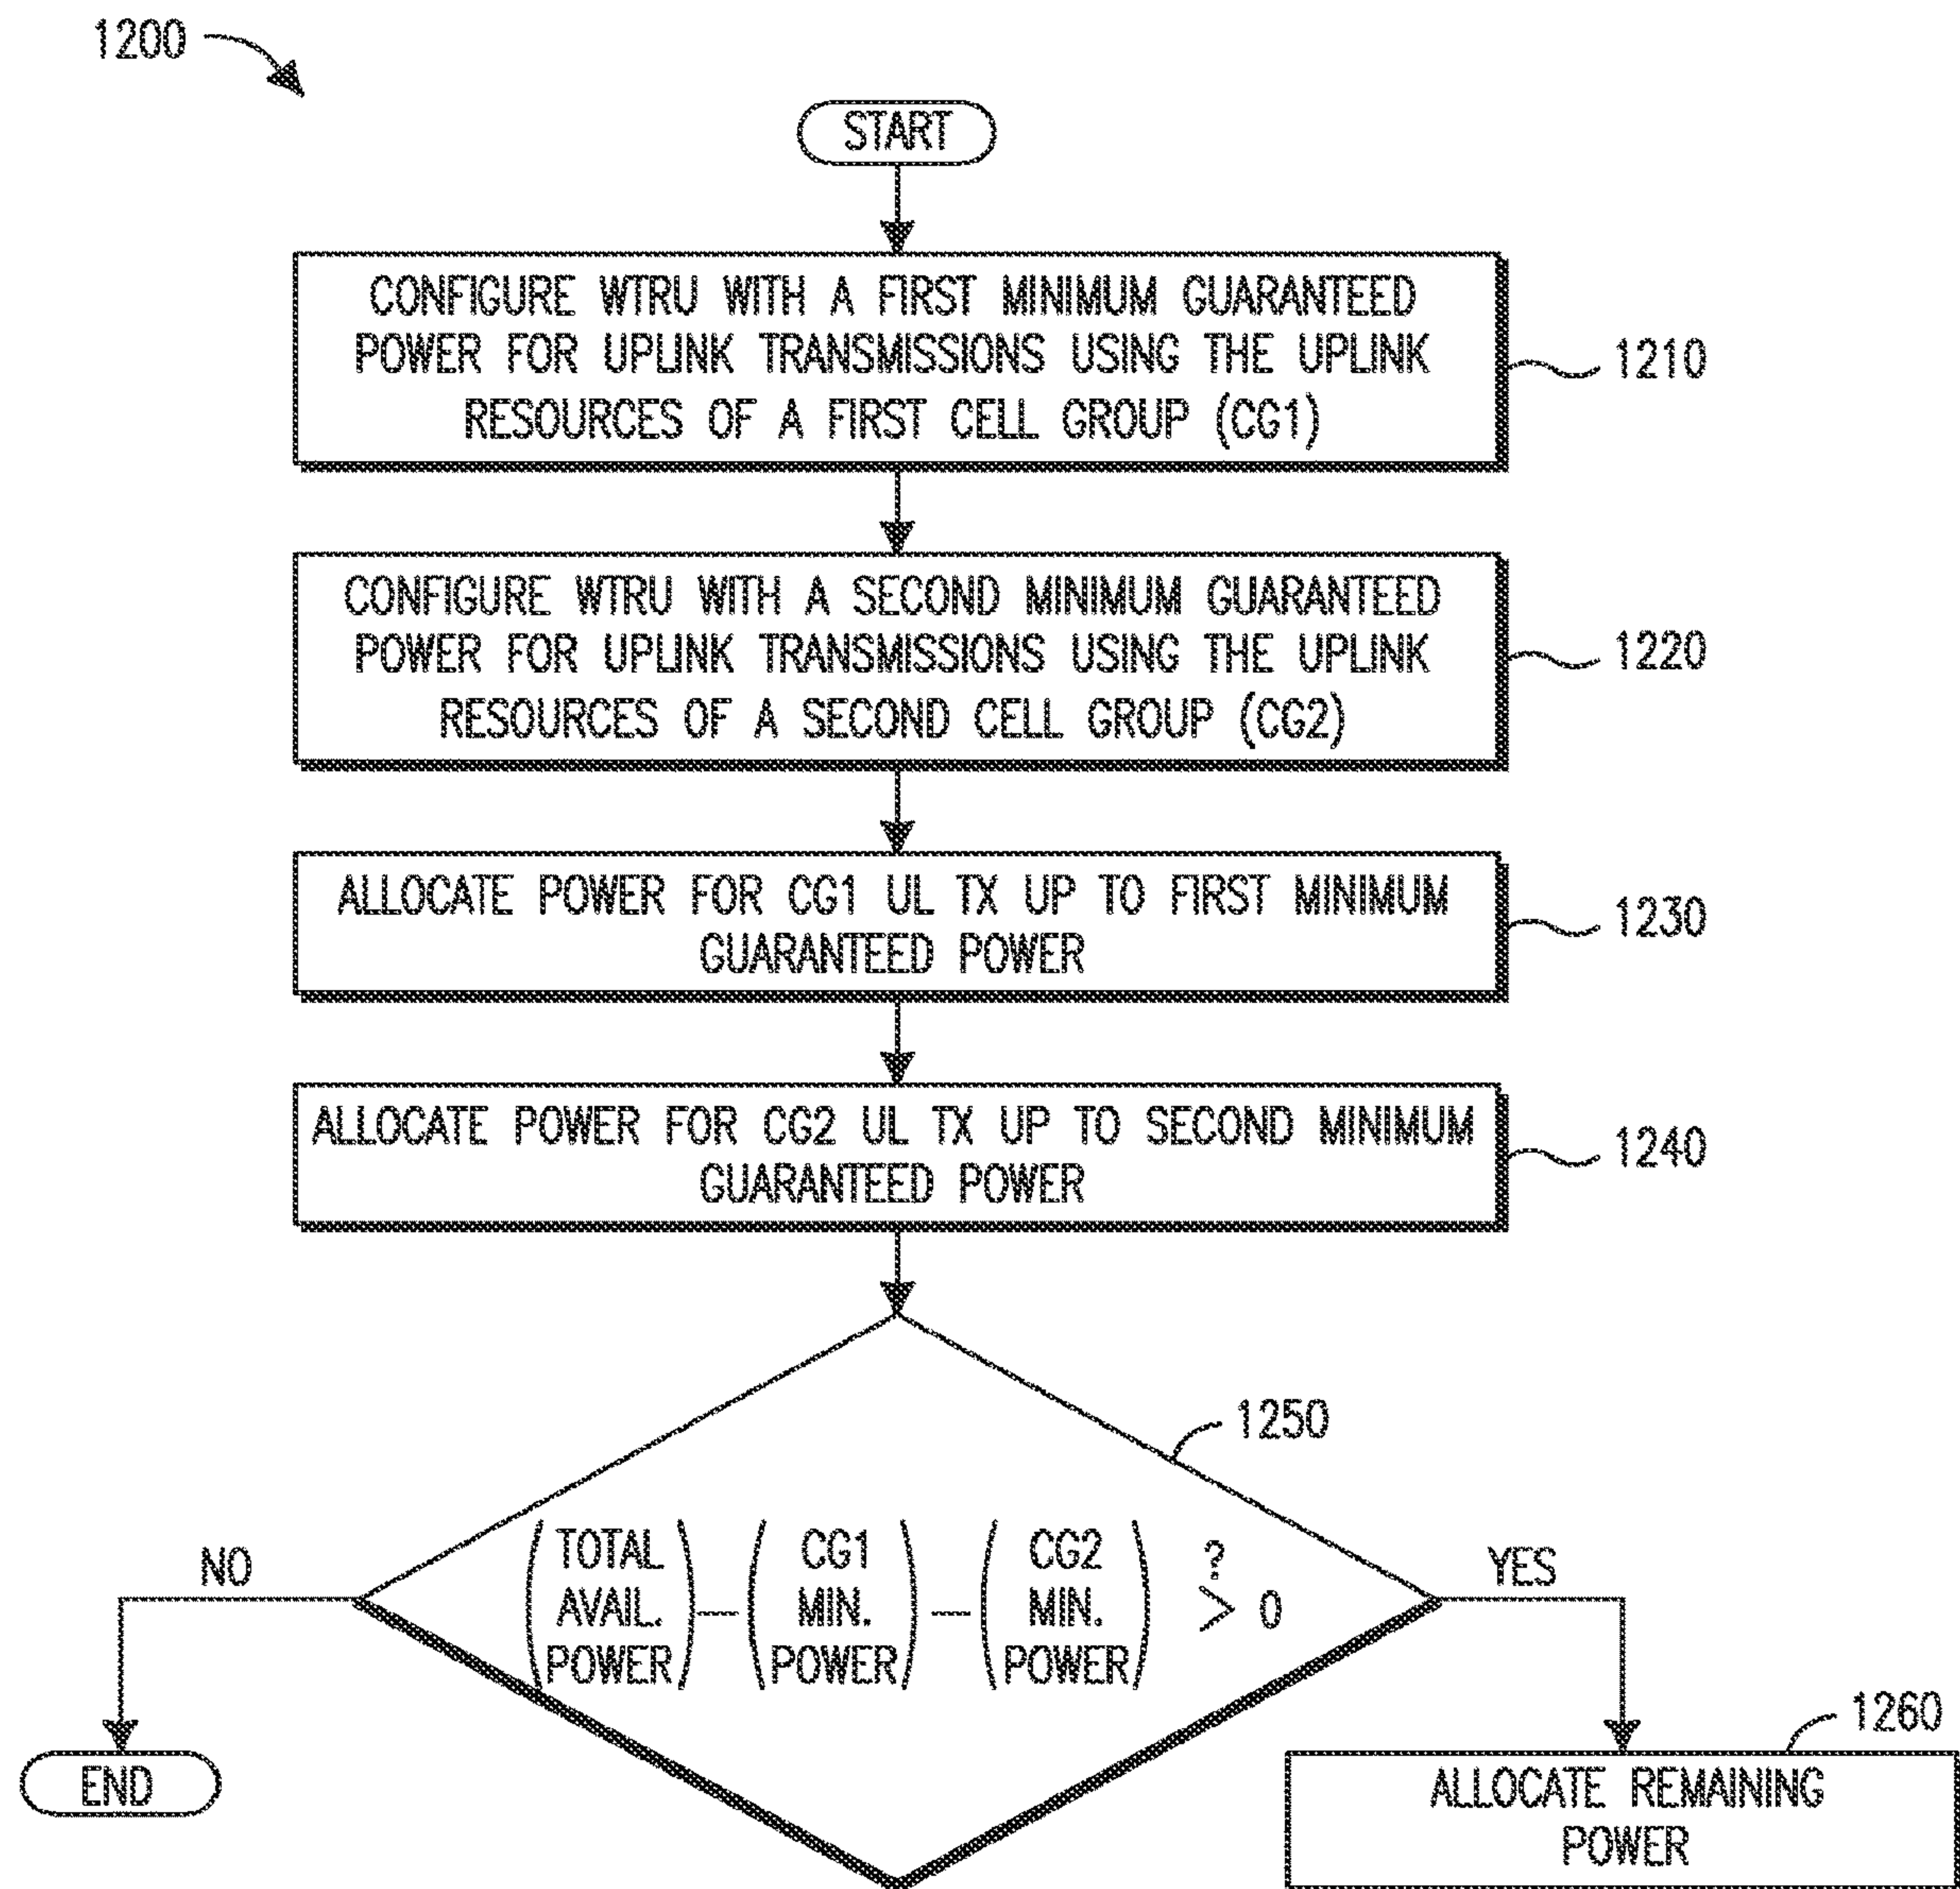 1200
START
CONFIGURE WTRU WITH A FIRST MINIMUM GUARANTEED
POWER FOR UPLINK TRANSMISSIONS USING THE UPLINK
RESOURCES OF A FIRST CELL GROUP (CG1)
1210
CONFIGURE WTRU WITH A SECOND MINIMUM GUARANTEED
POWER FOR UPLINK TRANSMISSIONS USING THE UPLINK
RESOURCES OF A SECOND CELL GROUP (CG2)
1220
ALLOCATE POWER FOR CG1 UL TX UP TO FIRST MINIMUM
GUARANTEED POWER
1230
ALLOCATE POWER FOR CG2 UL TX UP TO SECOND MINIMUM
GUARANTEED POWER
1240
1250
(TOTAL AVAIL. POWER) – (CG1 MIN. POWER) – (CG2 MIN. POWER) ? > 0
NO
YES
END
1260
ALLOCATE REMAINING
POWER